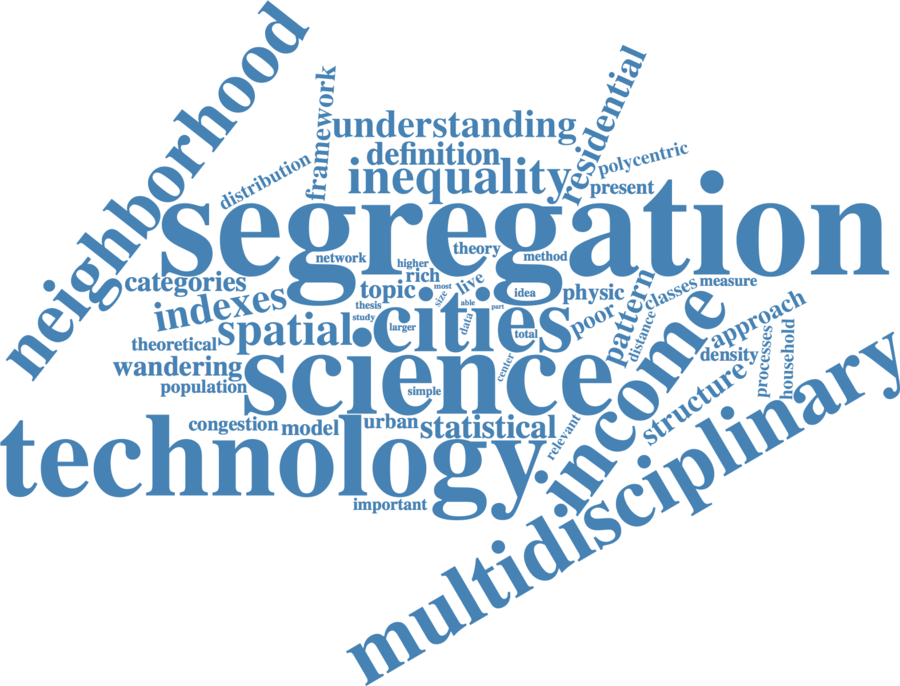 neighborhood
framework
residential
understanding
definition
polycentric
distribution
inequality
present
segregation
theory
network
method
higher
categories
rich
most
live
topic
size
idea
physic
pattern
classes
measure
indexes
thesis
able
part
approach
spatial.
study
larger
cities
data
total
poor
distance
income
theoretical
density
processes
household
wandering
science
center
population
simple
structure
congestion
model
urban
statistical
relevant
technology.
important
multidisciplinary